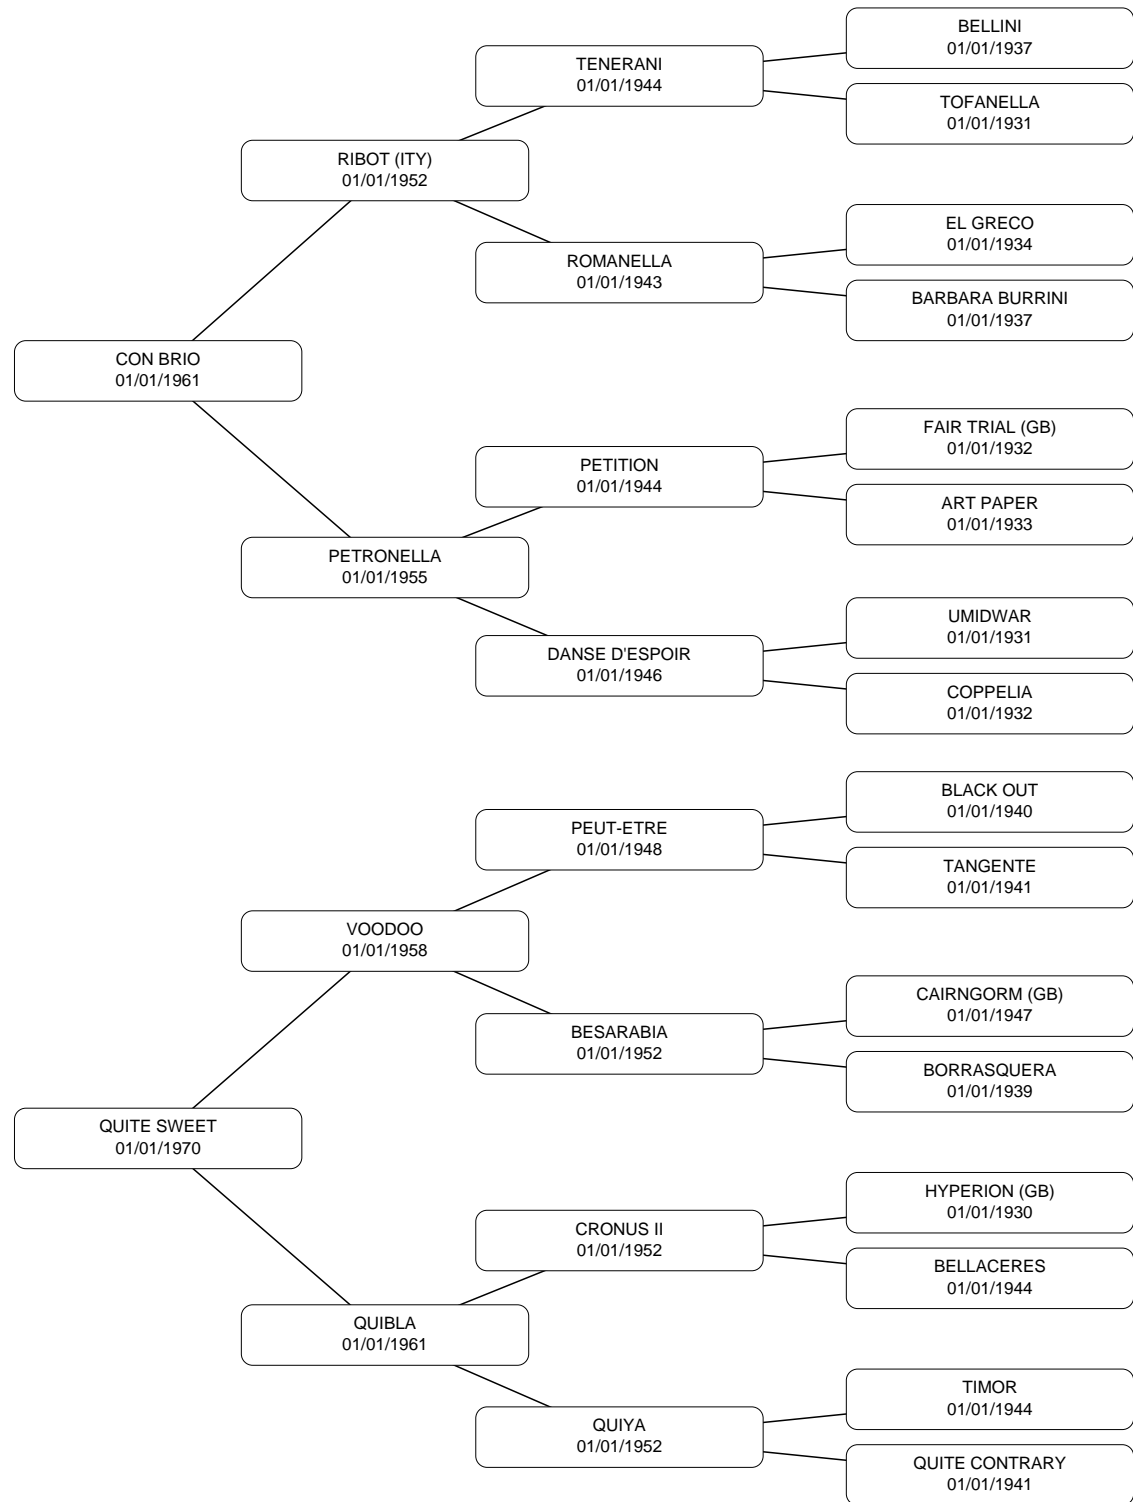 BELLINI
01/01/1937
TENERANI
01/01/1944
TOFANELLA
01/01/1931
RIBOT (ITY)
01/01/1952
EL GRECO
01/01/1934
ROMANELLA
01/01/1943
BARBARA BURRINI
01/01/1937
CON BRIO
01/01/1961
FAIR TRIAL (GB)
01/01/1932
PETITION
01/01/1944
ART PAPER
01/01/1933
PETRONELLA
01/01/1955
UMIDWAR
01/01/1931
DANSE D'ESPOIR
01/01/1946
COPPELIA
01/01/1932
BLACK OUT
01/01/1940
PEUT-ETRE
01/01/1948
TANGENTE
01/01/1941
VOODOO
01/01/1958
CAIRNGORM (GB)
01/01/1947
BESARABIA
01/01/1952
BORRASQUERA
01/01/1939
QUITE SWEET
01/01/1970
HYPERION (GB)
01/01/1930
CRONUS II
01/01/1952
BELLACERES
01/01/1944
QUIBLA
01/01/1961
TIMOR
01/01/1944
QUIYA
01/01/1952
QUITE CONTRARY
01/01/1941